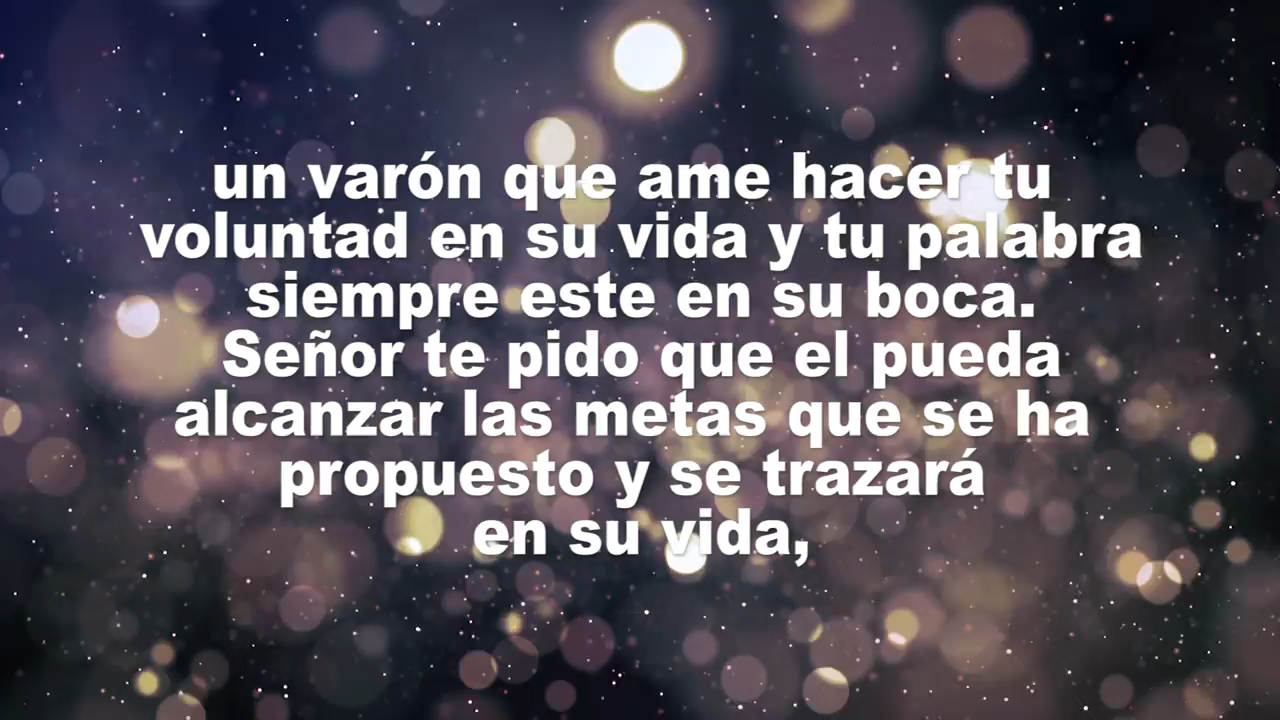 un varón que ame hacer tu
voluntad en su vida y tu palabra
siempre este en su boca.
Señor te pido que el pueda
alcanzar las metas que se ha
propuesto y se trazará
en su vida,